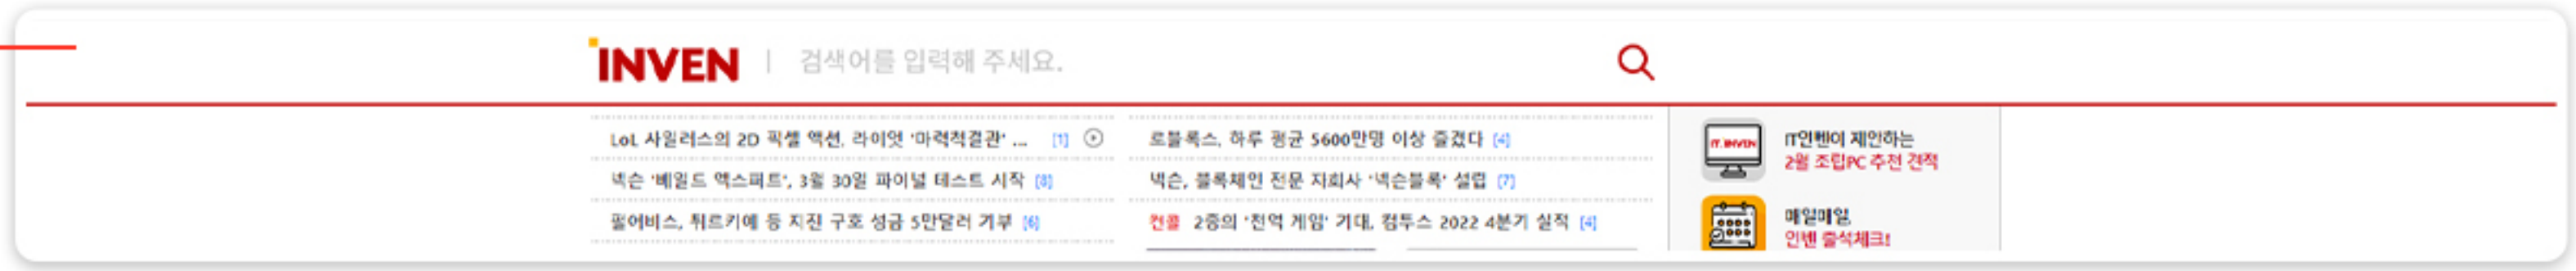 INVEN | 검색어를 입력해 주세요.
LoL 사일러스의 2D 픽셀 액션, 라이엇 '마력척결관' ... [1]
넥슨 '베일드 엑스퍼트', 3월 30일 파이널 테스트 시작 [8]
펄어비스, 튀르키예 등 지진 구호 성금 5만달러 기부 [6]
로블록스, 하루 평균 5600만명 이상 즐겼다 [4]
넥슨, 블록체인 전문 자회사 '넥슨블록' 설립 [7]
컨콜 2종의 '천억 게임' 기대, 컴투스 2022 4분기 실적 [4]
IT INVEN
IT인벤이 제안하는
2월 조립PC 추천 견적
매일매일,
인벤 출석체크!